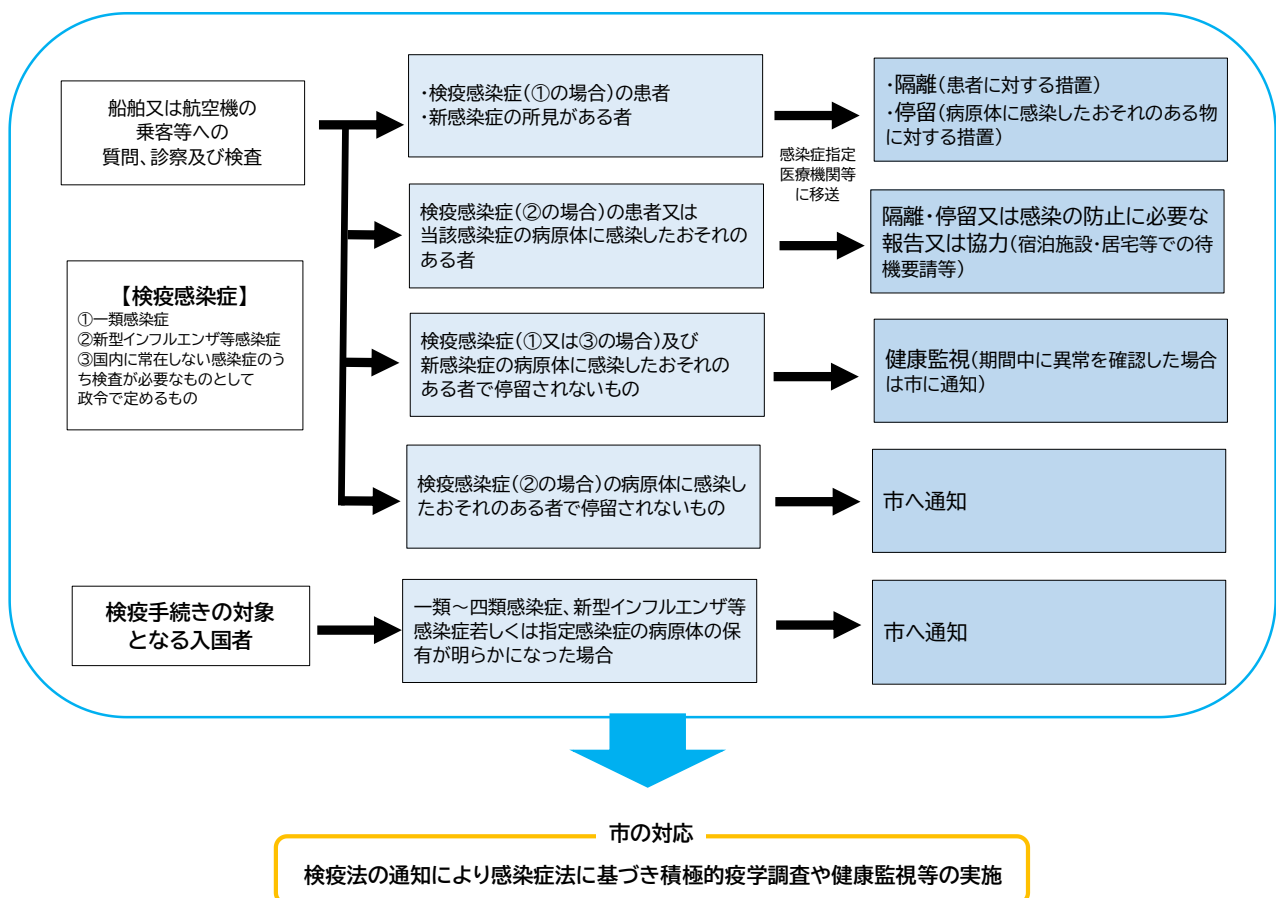 船舶又は航空機の
乗客等への
質問、診察及び検査
・検疫感染症(①の場合)の患者
・新感染症の所見がある者
感染症指定
医療機関等
に移送
・隔離(患者に対する措置)
・停留(病原体に感染したおそれのある物
に対する措置)
検疫感染症(②の場合)の患者又は
当該感染症の病原体に感染したおそれの
ある者
隔離・停留又は感染の防止に必要な
報告又は協力(宿泊施設・居宅等での待
機要請等)
【検疫感染症】
①一類感染症
②新型インフルエンザ等感染症
③国内に常在しない感染症のう
ち検査が必要なものとして
政令で定めるもの
検疫感染症(①又は③の場合)及び
新感染症の病原体に感染したおそれの
ある者で停留されないもの
健康監視(期間中に異常を確認した場合
は市に通知)
検疫感染症(②の場合)の病原体に感染し
たおそれのある者で停留されないもの
市へ通知
検疫手続きの対象
となる入国者
一類~四類感染症、新型インフルエンザ等
感染症若しくは指定感染症の病原体の保
有が明らかになった場合
市へ通知
市の対応
検疫法の通知により感染症法に基づき積極的疫学調査や健康監視等の実施